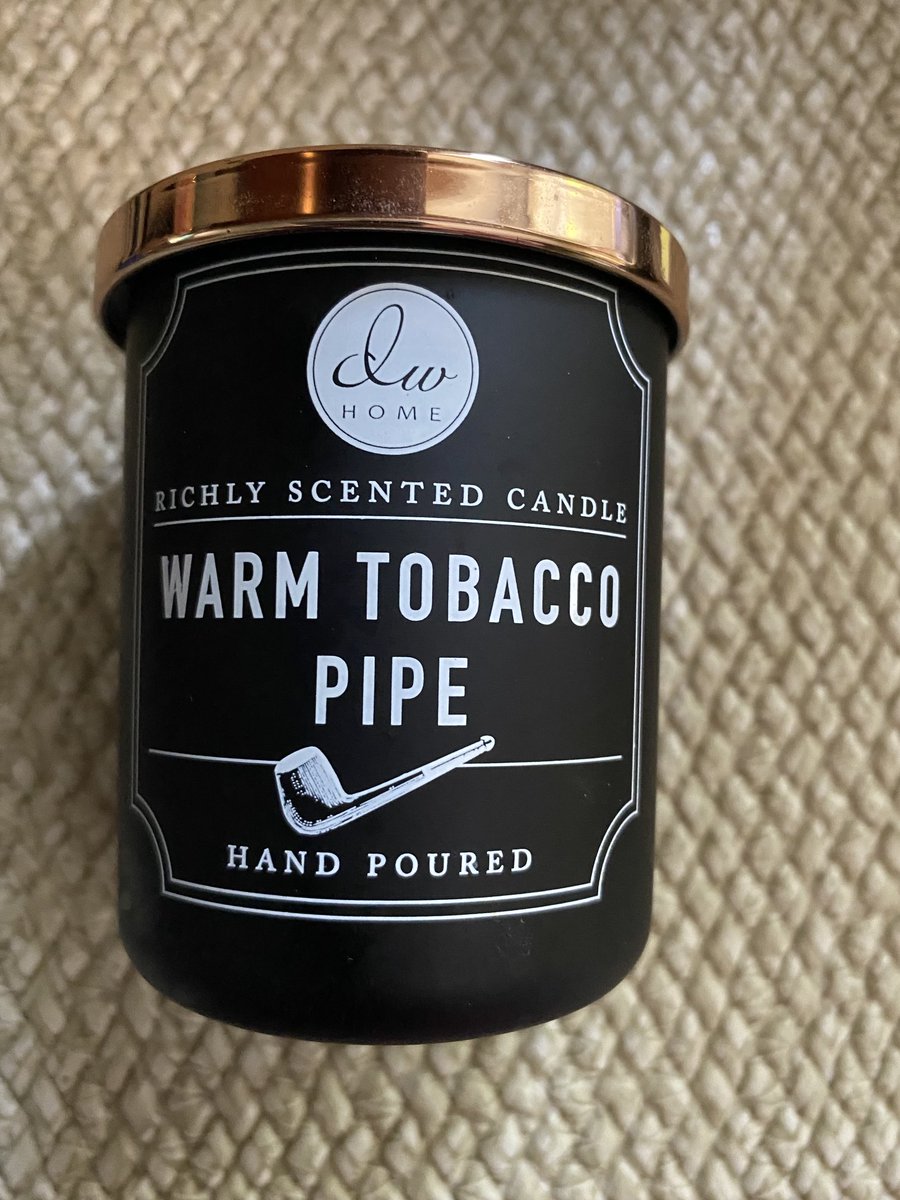 Dw
HOME
RICHLY SCENTED CANDLE
WARM TOBACCO
PIPE
HAND POURED